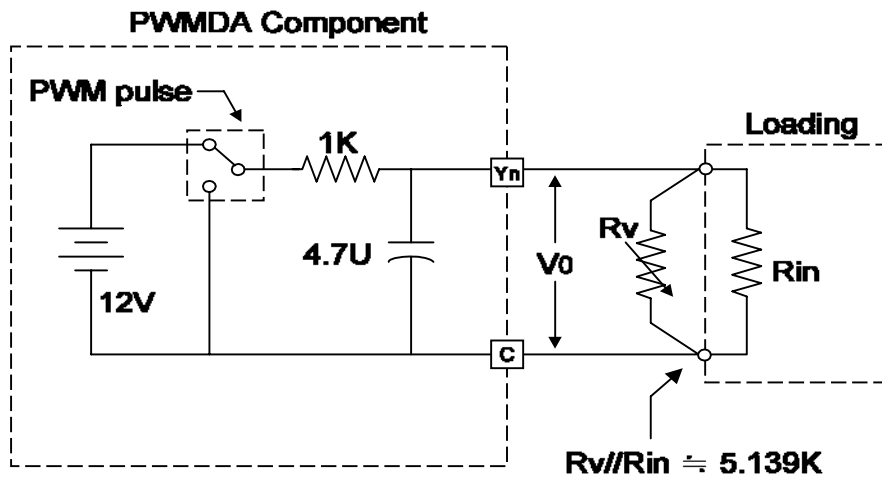 PWMDA Component
PWM pulse
Loading
1K
Yn
4.7U
12V
V0
Rv
Rin
C
Rv//Rin ≒ 5.139K